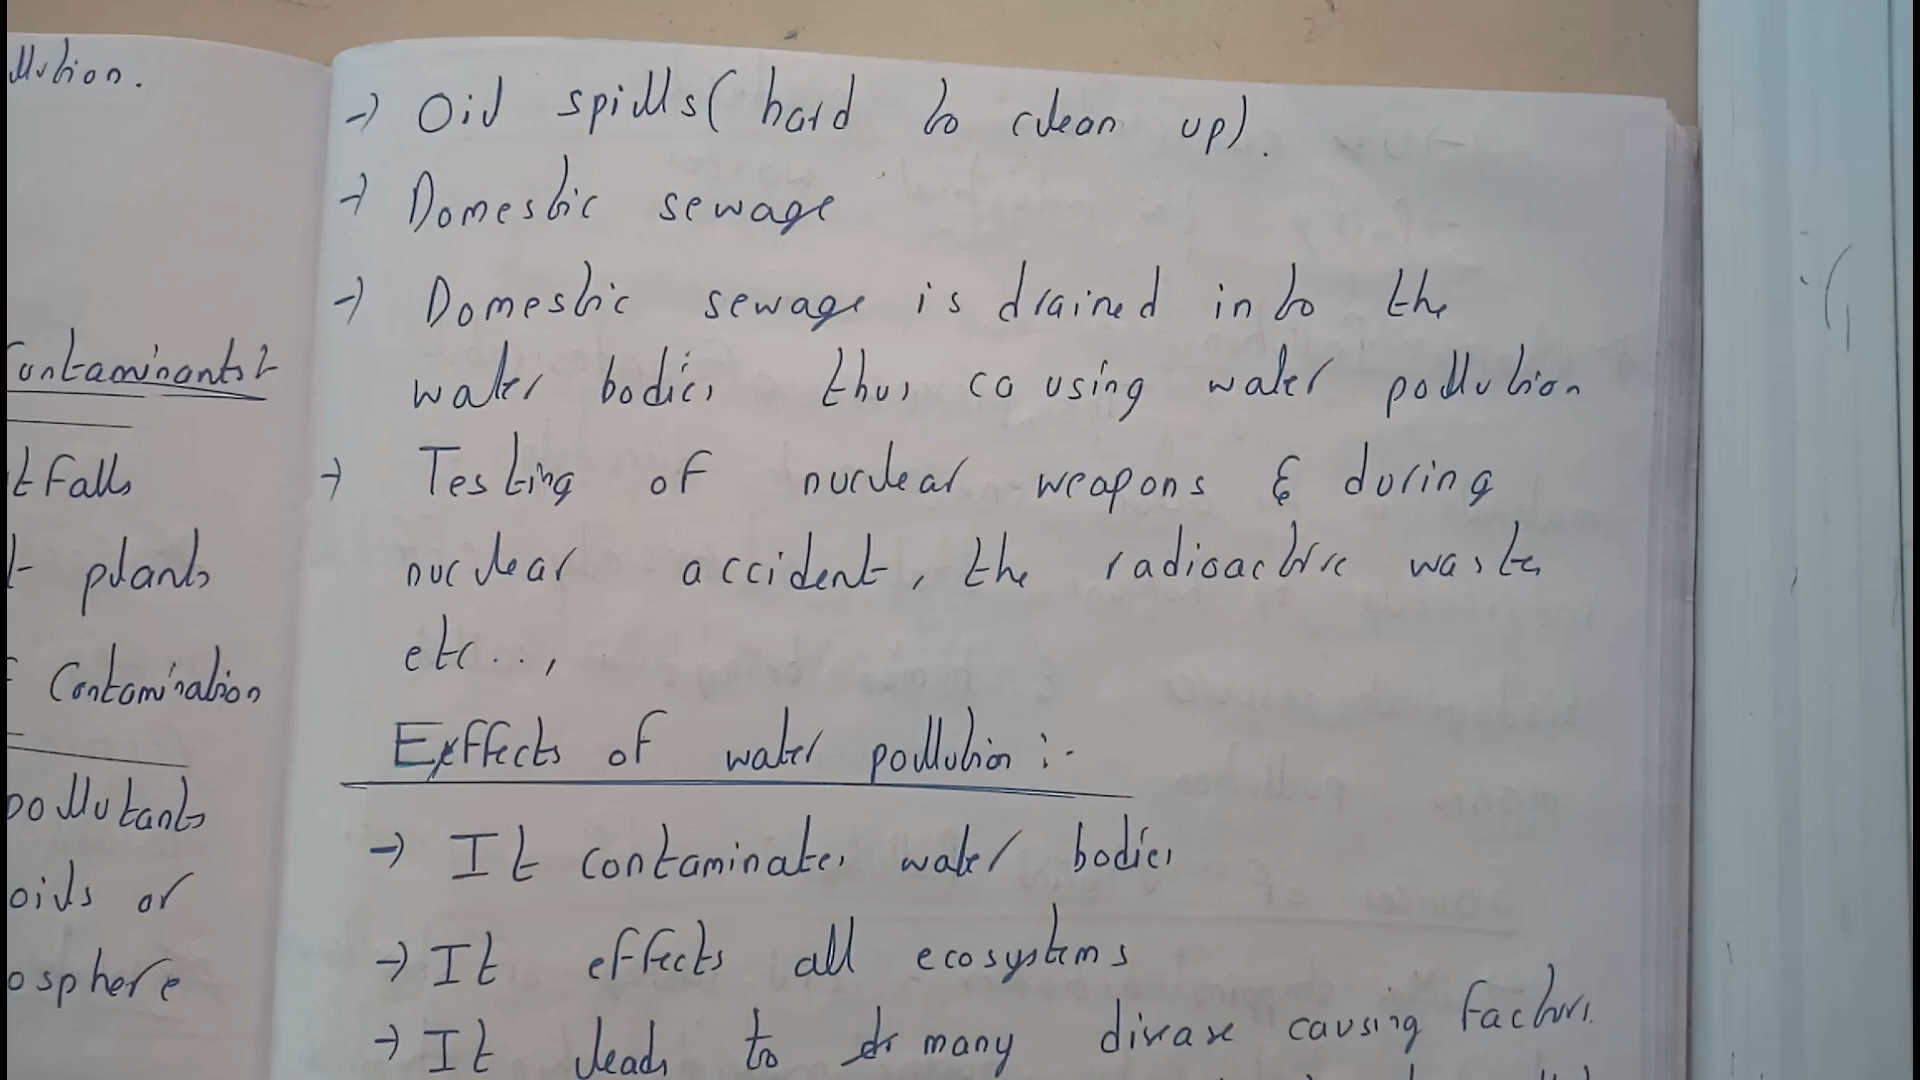 llution.
ontaminants:-
t falls
t plants
f Contamination
pollutants
oids or
osphere
→ Oil spills (hard to clean up).
→ Domestic sewage
→ Domestic sewage is drained into the
water bodies thus causing water pollution
→ Testing of nuclear weapons & during
nuclear accident, the radioactive waste
etc..,
Effects of water pollution :-
→ It contaminates water bodies
→ It effects all ecosystems
→ It leads to many disease causing factors.